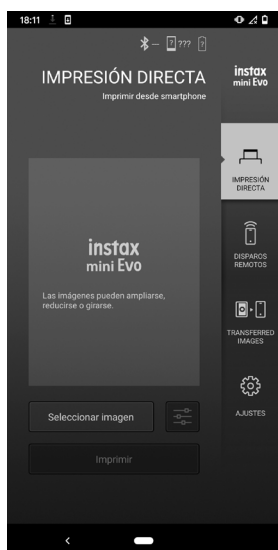 18:11
???
IMPRESIÓN DIRECTA
Imprimir desde smartphone
instax
mini Evo
IMPRESIÓN
DIRECTA
DISPAROS
REMOTOS
TRANSFERRED
IMAGES
AJUSTES
instax
mini Evo
Las imágenes pueden ampliarse,
reducirse o girarse.
Seleccionar imagen
Imprimir